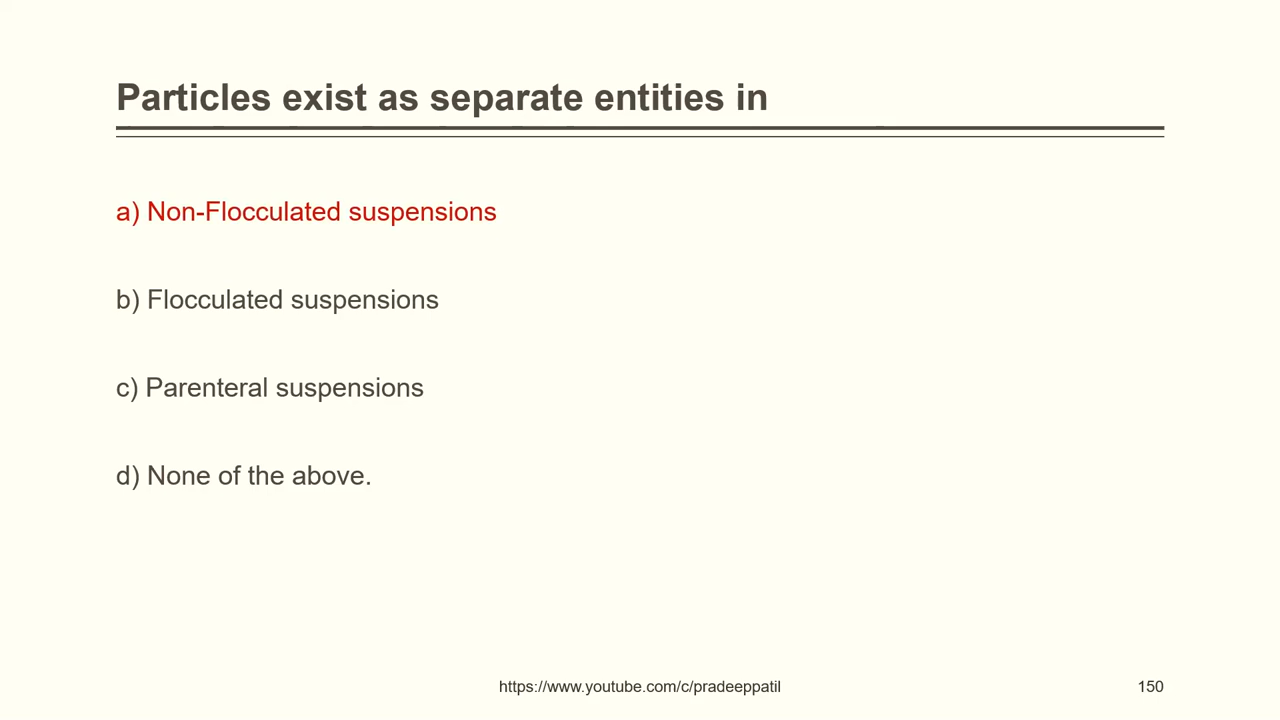 Particles exist as separate entities in
a) Non-Flocculated suspensions
b) Flocculated suspensions
c) Parenteral suspensions
d) None of the above.
https://www.youtube.com/c/pradeeppatil
150